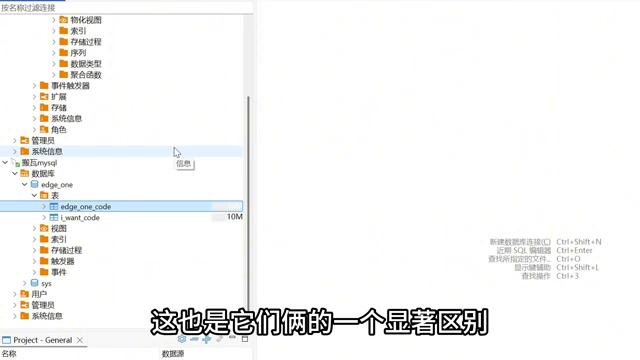 按名称过滤连接
物化视图
索引
存储过程
序列
数据类型
聚合函数
事件触发器
扩展
存储
系统信息
角色
管理员
系统信息
信息
搬瓦mysql
数据库
edge_one
表
edge_one_code
i_want_code 10M
视图
索引
存储过程
触发器
事件
sys
用户
管理员
系统信息
新建数据库连接(C) Ctrl+Shift+N
近期 SQL 编辑器 Ctrl+Enter
查找所指定的文件... Ctrl+O
显示键辅助 Ctrl+Shift+L
查找操作 Ctrl+3
这也是它们俩的一个显著区别
Project - General
名称 数据源